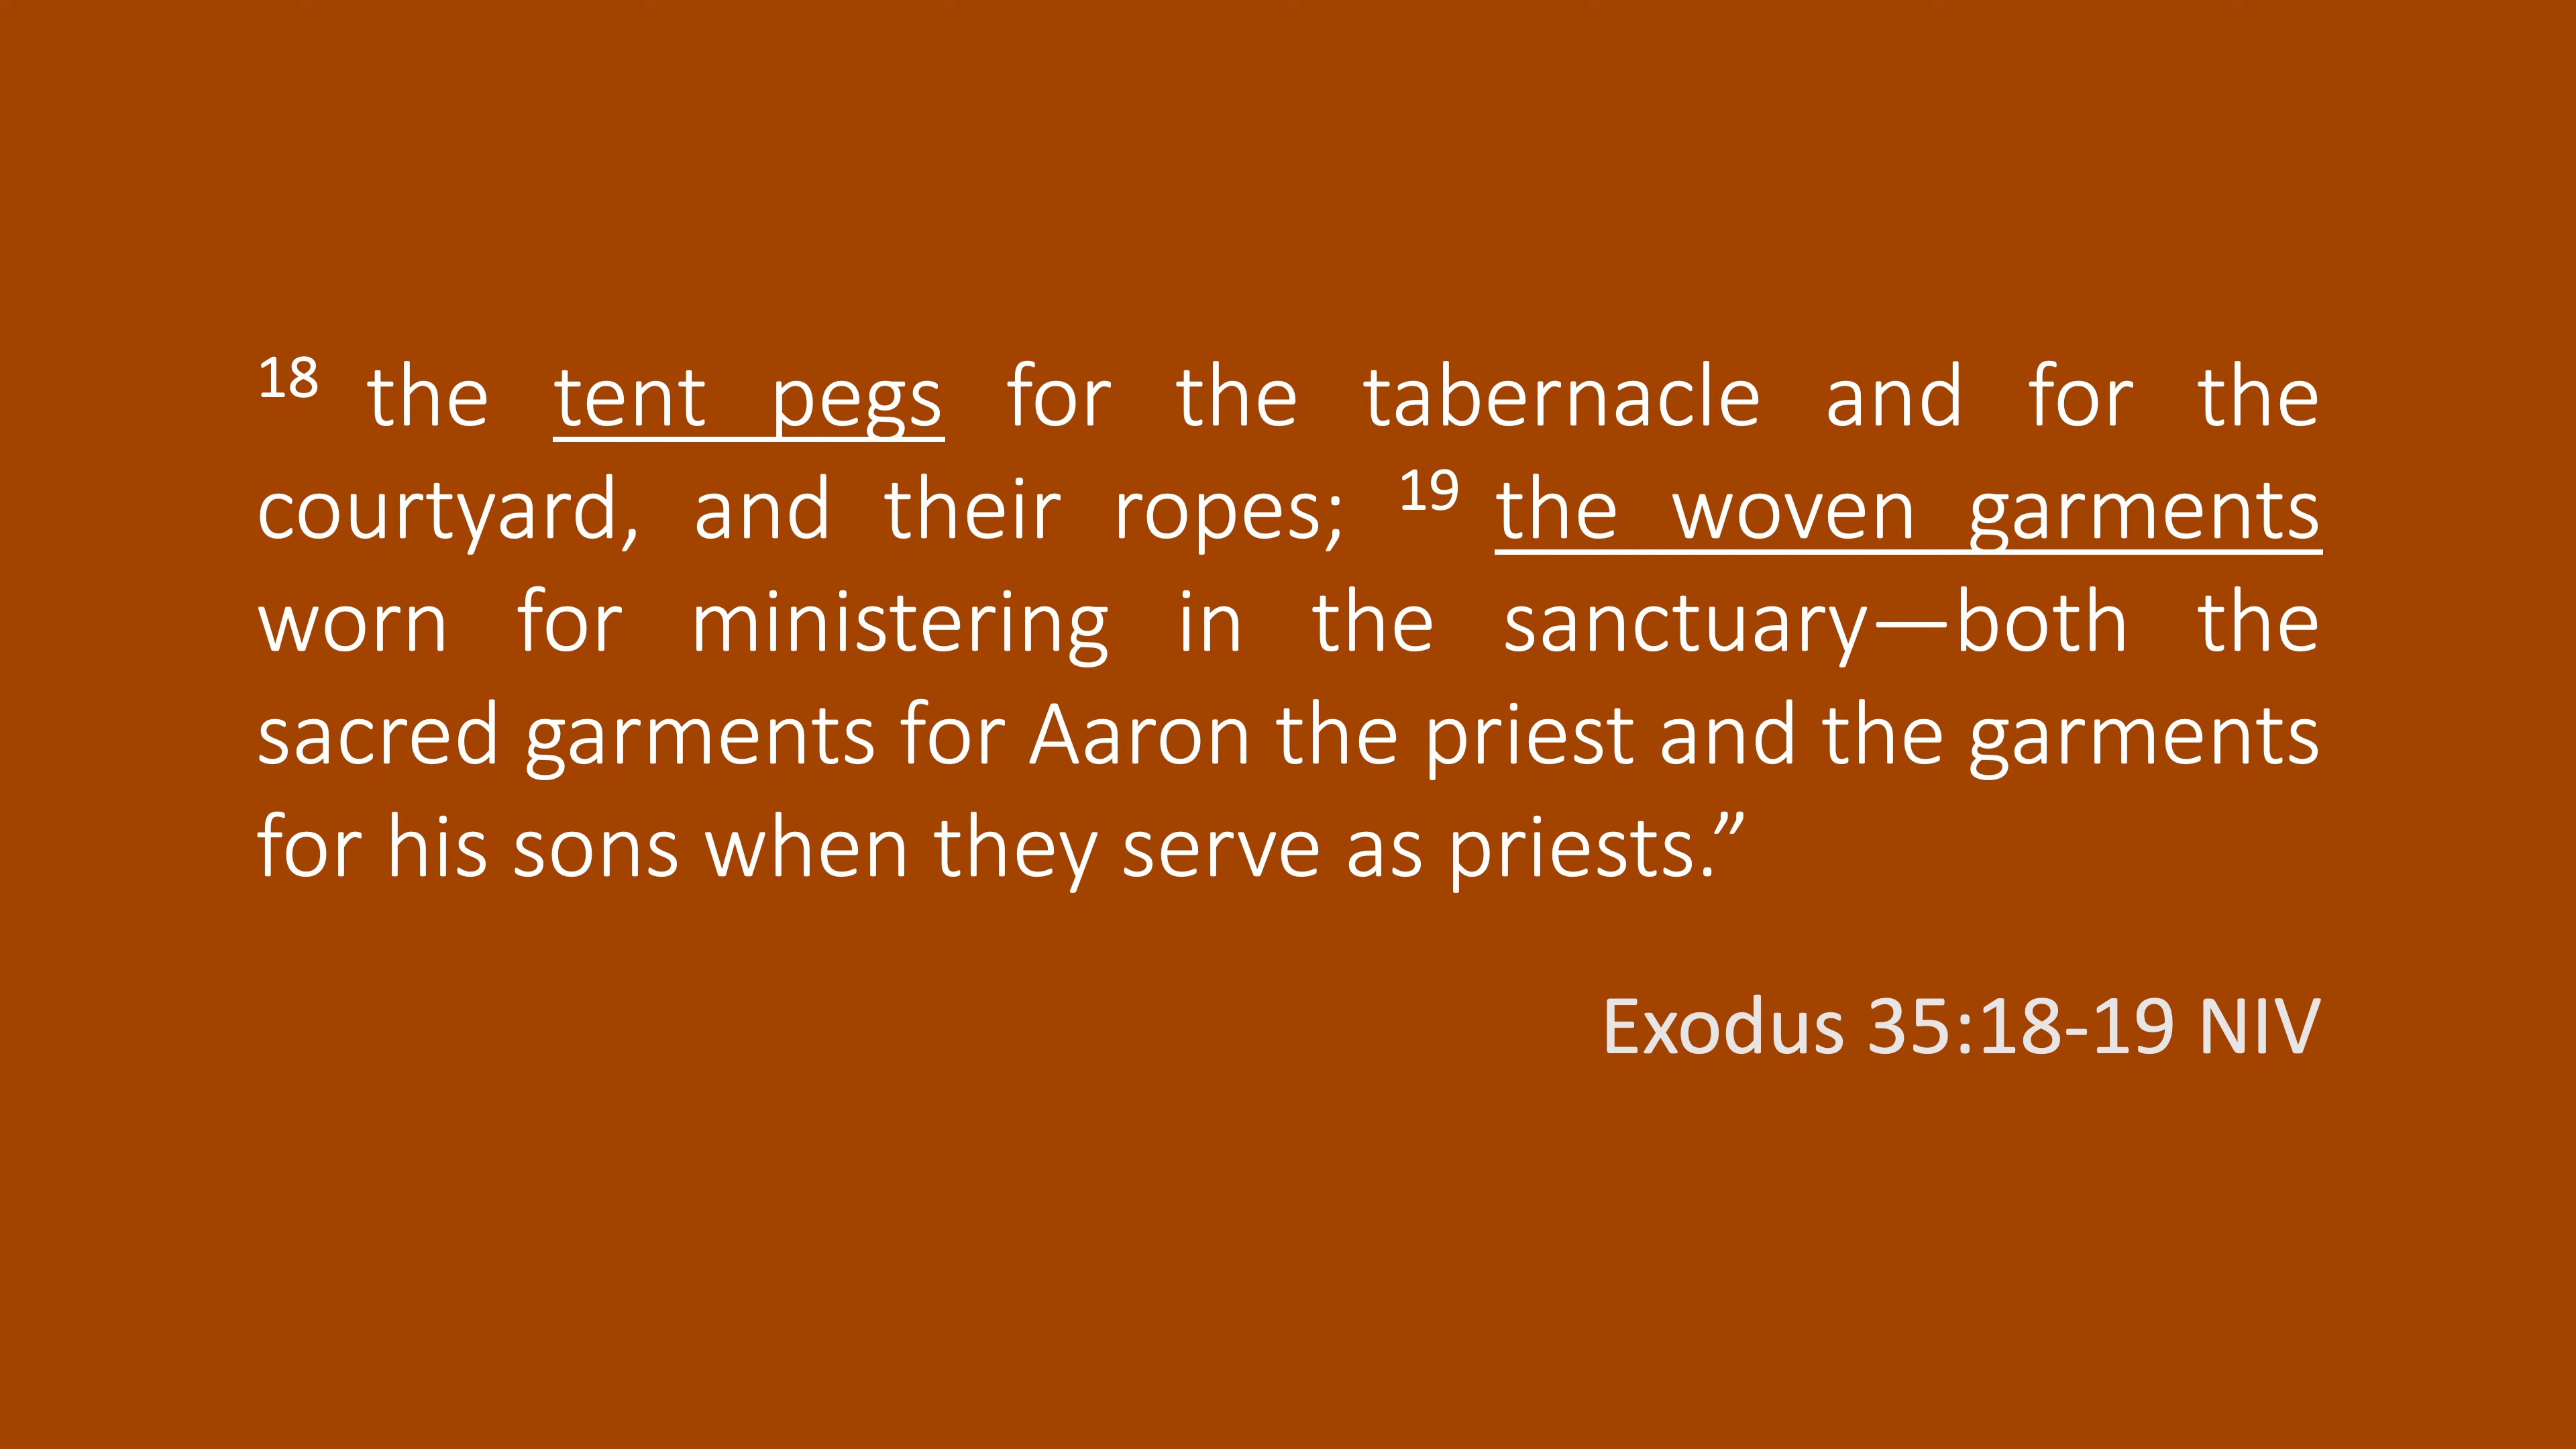 18 the tent pegs for the tabernacle and for the
courtyard, and their ropes; 19 the woven garments
worn for ministering in the sanctuary—both the
sacred garments for Aaron the priest and the garments
for his sons when they serve as priests.”
Exodus 35:18-19 NIV